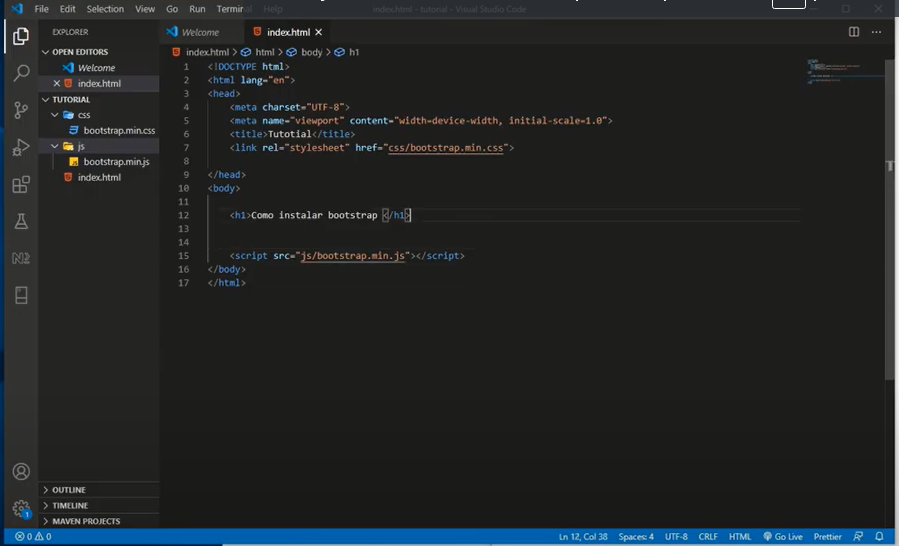 File Edit Selection View Go Run Terminal Help
index.html - tutorial - Visual Studio Code
EXPLORER
OPEN EDITORS
Welcome
index.html
TUTORIAL
css
bootstrap.min.css
js
bootstrap.min.js
index.html
OUTLINE
TIMELINE
MAVEN PROJECTS
Welcome
index.html
index.html > html > body > h1
1 <!DOCTYPE html>
2 <html lang="en">
3 <head>
4 <meta charset="UTF-8">
5 <meta name="viewport" content="width=device-width, initial-scale=1.0">
6 <title>Tutotial</title>
7 <link rel="stylesheet" href="css/bootstrap.min.css">
8
9 </head>
10 <body>
11
12 <h1>Como instalar bootstrap </h1>
13
14
15 <script src="js/bootstrap.min.js"></script>
16 </body>
17 </html>
1
0 0
Ln 12, Col 38 Spaces: 4 UTF-8 CRLF HTML Go Live Prettier